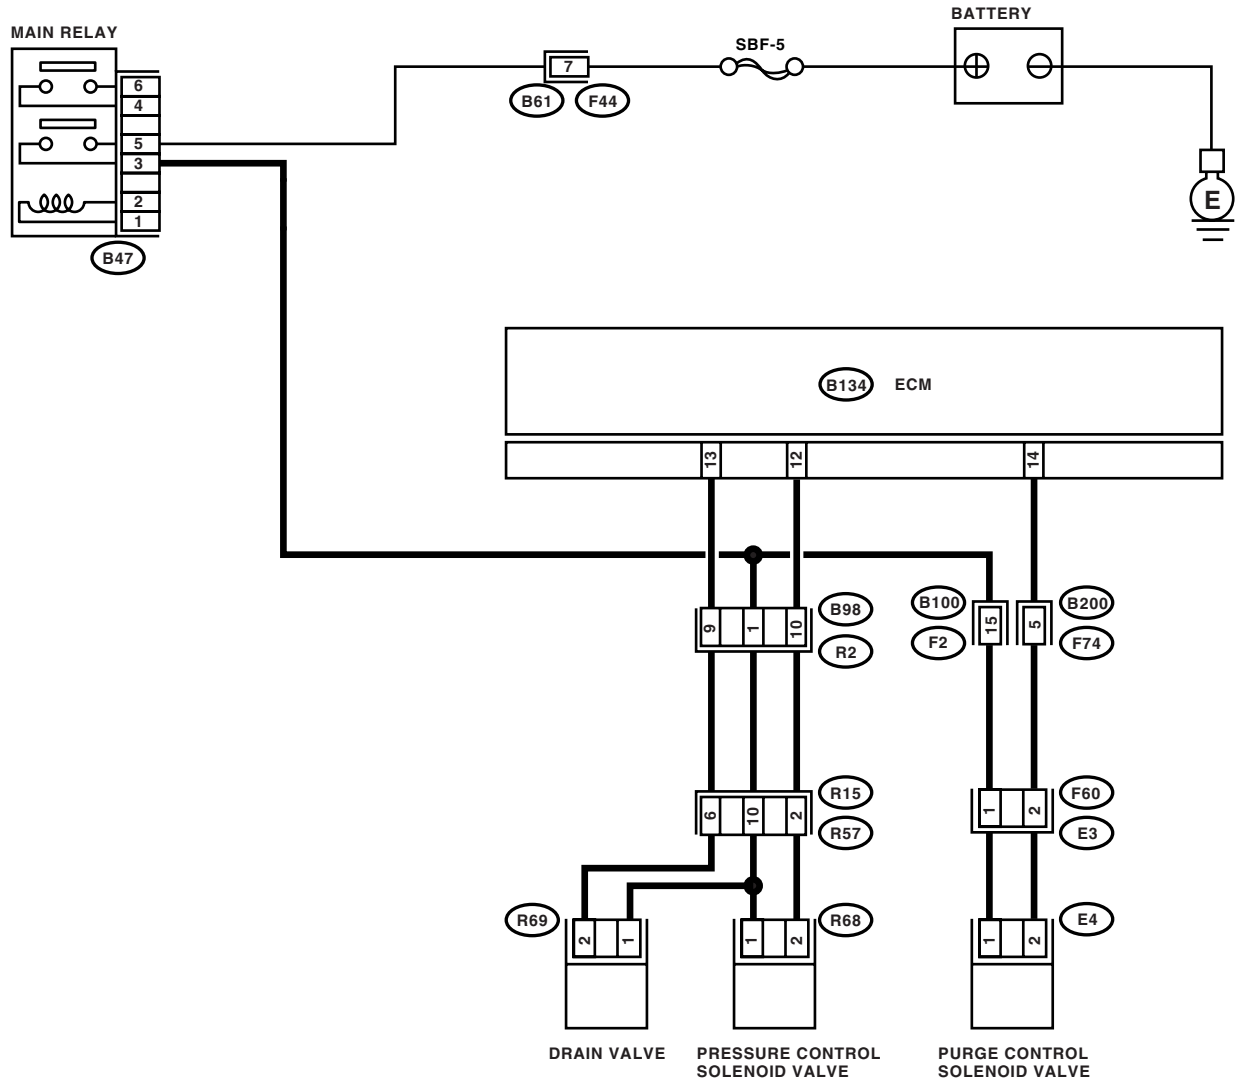 BATTERY
MAIN RELAY
SBF-5
7
B61
F44
6
4
5
3
2
1
B47
E
B134
ECM
13
12
14
B98
B100
B200
9
1
10
15
5
R2
F2
F74
R15
F60
6
10
2
1
2
R57
E3
R69
R68
E4
2
1
1
2
1
2
DRAIN VALVE
PRESSURE CONTROL
SOLENOID VALVE
PURGE CONTROL
SOLENOID VALVE